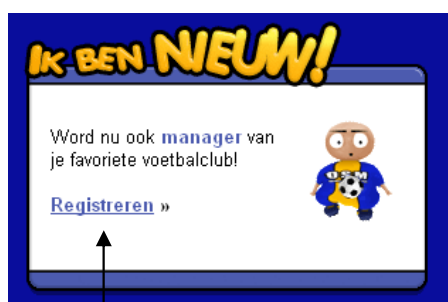 IK BEN NIEUW!
Word nu ook manager van
je favoriete voetbalclub!
Registreren »